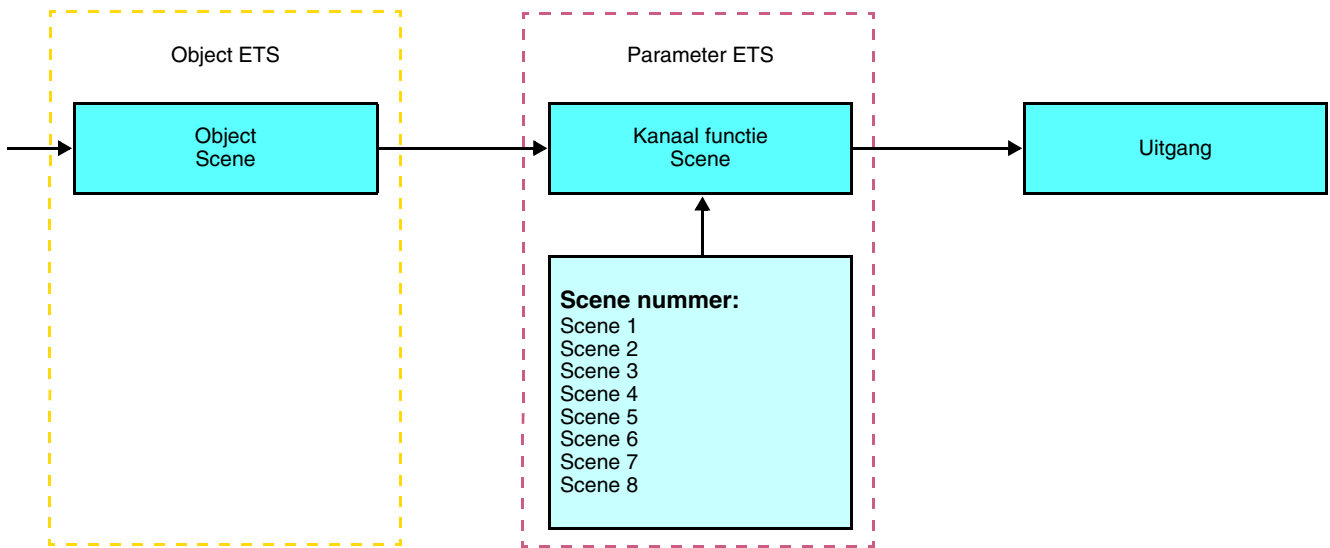 Object ETS
Parameter ETS
Object
Scene
Kanaal functie
Scene
Uitgang
Scene nummer:
Scene 1
Scene 2
Scene 3
Scene 4
Scene 5
Scene 6
Scene 7
Scene 8